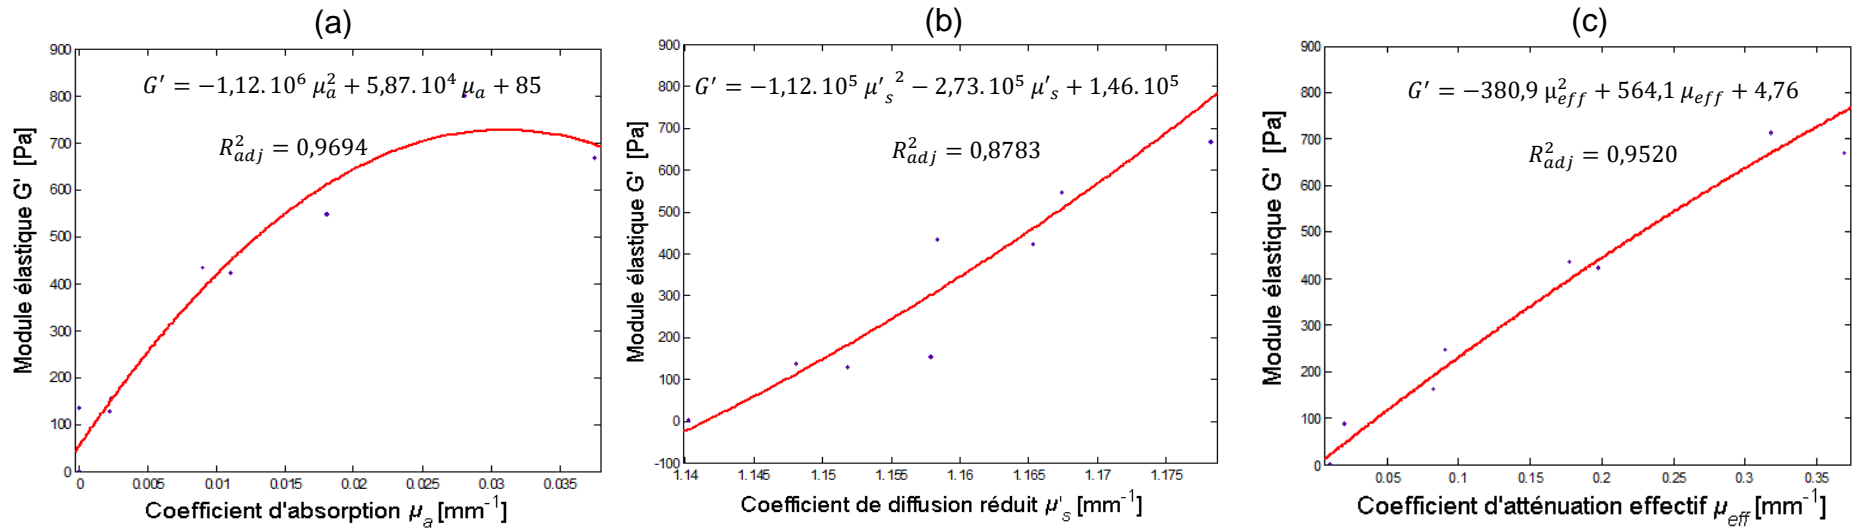 (a)
G' = −1,12.10⁶ μₐ² + 5,87.10⁴ μₐ + 85
R²adj = 0,9694
Module élastique G' [Pa]
900
800
700
600
500
400
300
200
100
0
0 0.005 0.01 0.015 0.02 0.025 0.03 0.035
Coefficient d'absorption μa [mm⁻¹]
(b)
G' = −1,12.10⁵ μ'ₛ² − 2,73.10⁵ μ'ₛ + 1,46.10⁵
R²adj = 0,8783
Module élastique G' [Pa]
900
800
700
600
500
400
300
200
100
0
-100
1.14 1.145 1.15 1.155 1.16 1.165 1.17 1.175
Coefficient de diffusion réduit μ's [mm⁻¹]
(c)
G' = −380,9 μ²eff + 564,1 μeff + 4,76
R²adj = 0,9520
Module élastique G' [Pa]
900
800
700
600
500
400
300
200
100
0
0.05 0.1 0.15 0.2 0.25 0.3 0.35
Coefficient d'atténuation effectif μeff [mm⁻¹]